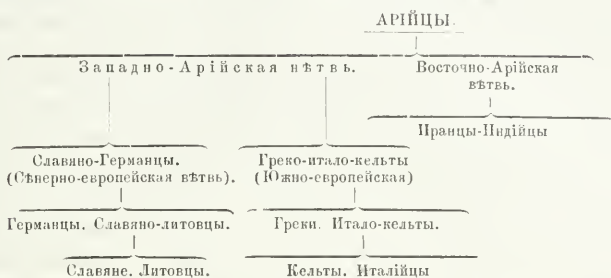 АРІЙЦЫ.
Западно-Арійская вѣтвь.
Восточно-Арійская
вѣтвь.
Иранцы-Индійцы
Славяно-Германцы.
(Сѣверно-европейская вѣтвь).
Греко-итало-кельты
(Южно-европейская)
Германцы. Славяно-литовцы.
Греки. Итало-кельты.
Славяне. Литовцы.
Кельты. Италійцы